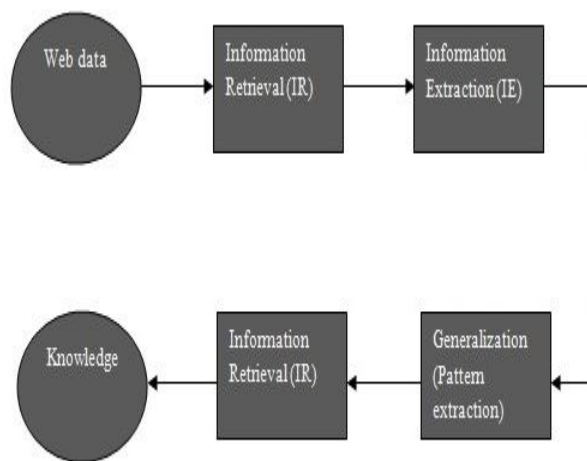 Web data
Information
Retrieval(IR)
Information
Extraction(IE)
Knowledge
Information
Retrieval(IR)
Generalization
(Pattern
extraction)